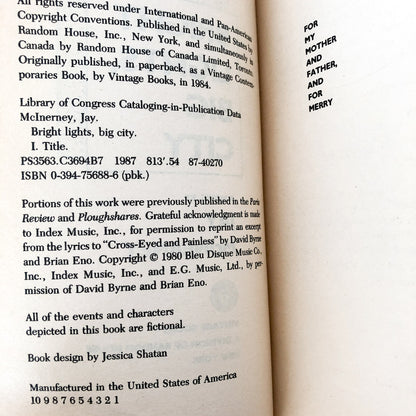 All rights reserved under International and Pan-American
Copyright Conventions. Published in the United States by
Random House, Inc., New York, and simultaneously in
Canada by Random House of Canada Limited, Toronto.
Originally published, in paperback, as a Vintage Contem-
poraries Book, by Vintage Books, in 1984.
Library of Congress Cataloging-in-Publication Data
McInerney, Jay.
Bright lights, big city.
I. Title.
PS3563.C3694B7 1987 813'.54 87-40270
ISBN 0-394-75688-6 (pbk.)
Portions of this work were previously published in the Paris
Review and Ploughshares. Grateful acknowledgment is made
to Index Music, Inc., for permission to reprint an excerpt
from the lyrics to "Cross-Eyed and Painless" by David Byrne
and Brian Eno. Copyright © 1980 Bleu Disque Music Co.,
Inc., Index Music, Inc., and E.G. Music, Ltd., by per-
mission of David Byrne and Brian Eno.
All of the events and characters
depicted in this book are fictional.
Book design by Jessica Shatan
Manufactured in the United States of America
10 9 8 7 6 5 4 3 2 1
FOR
MY
MOTHER
AND
FATHER,
AND
FOR
MERRY